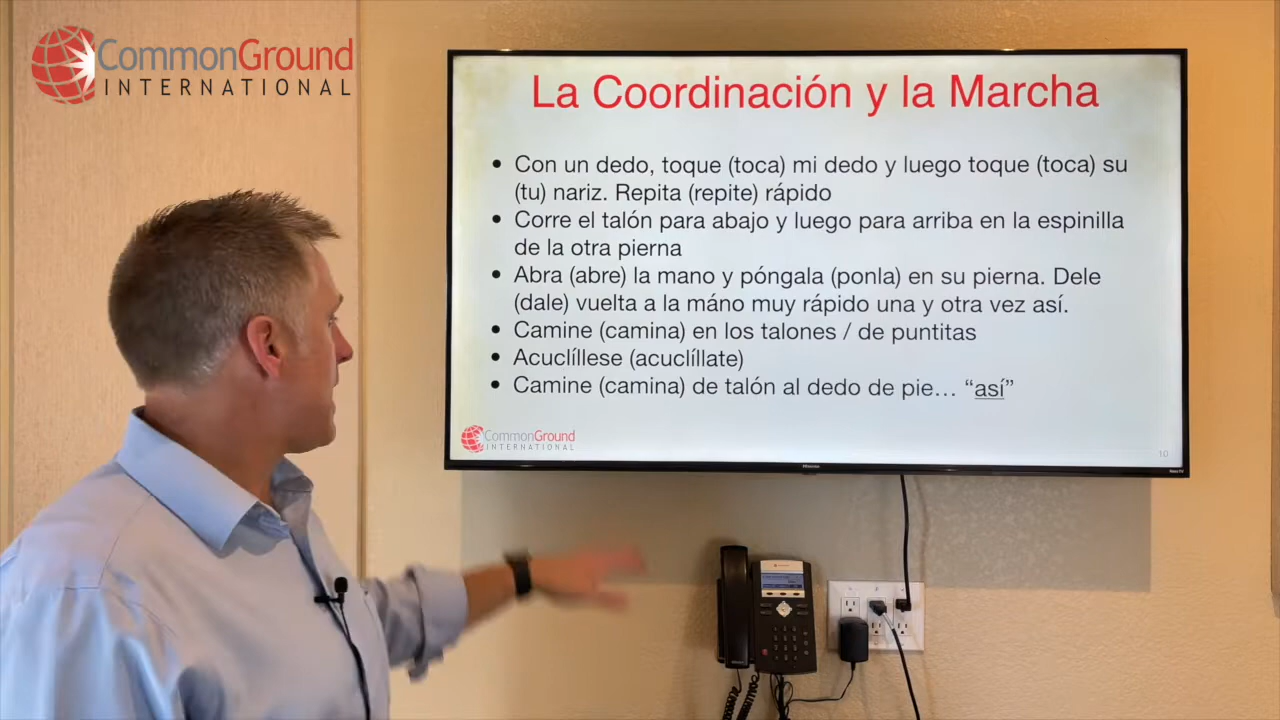 CommonGround
INTERNATIONAL
La Coordinación y la Marcha
• Con un dedo, toque (toca) mi dedo y luego toque (toca) su
(tu) nariz. Repita (repite) rápido
• Corre el talón para abajo y luego para arriba en la espinilla
de la otra pierna
• Abra (abre) la mano y póngala (ponla) en su pierna. Dele
(dale) vuelta a la máno muy rápido una y otra vez así.
• Camine (camina) en los talones / de puntitas
• Acuclíllese (acuclíllate)
• Camine (camina) de talón al dedo de pie… “así”
CommonGround
INTERNATIONAL
10
Hisense
Roku TV